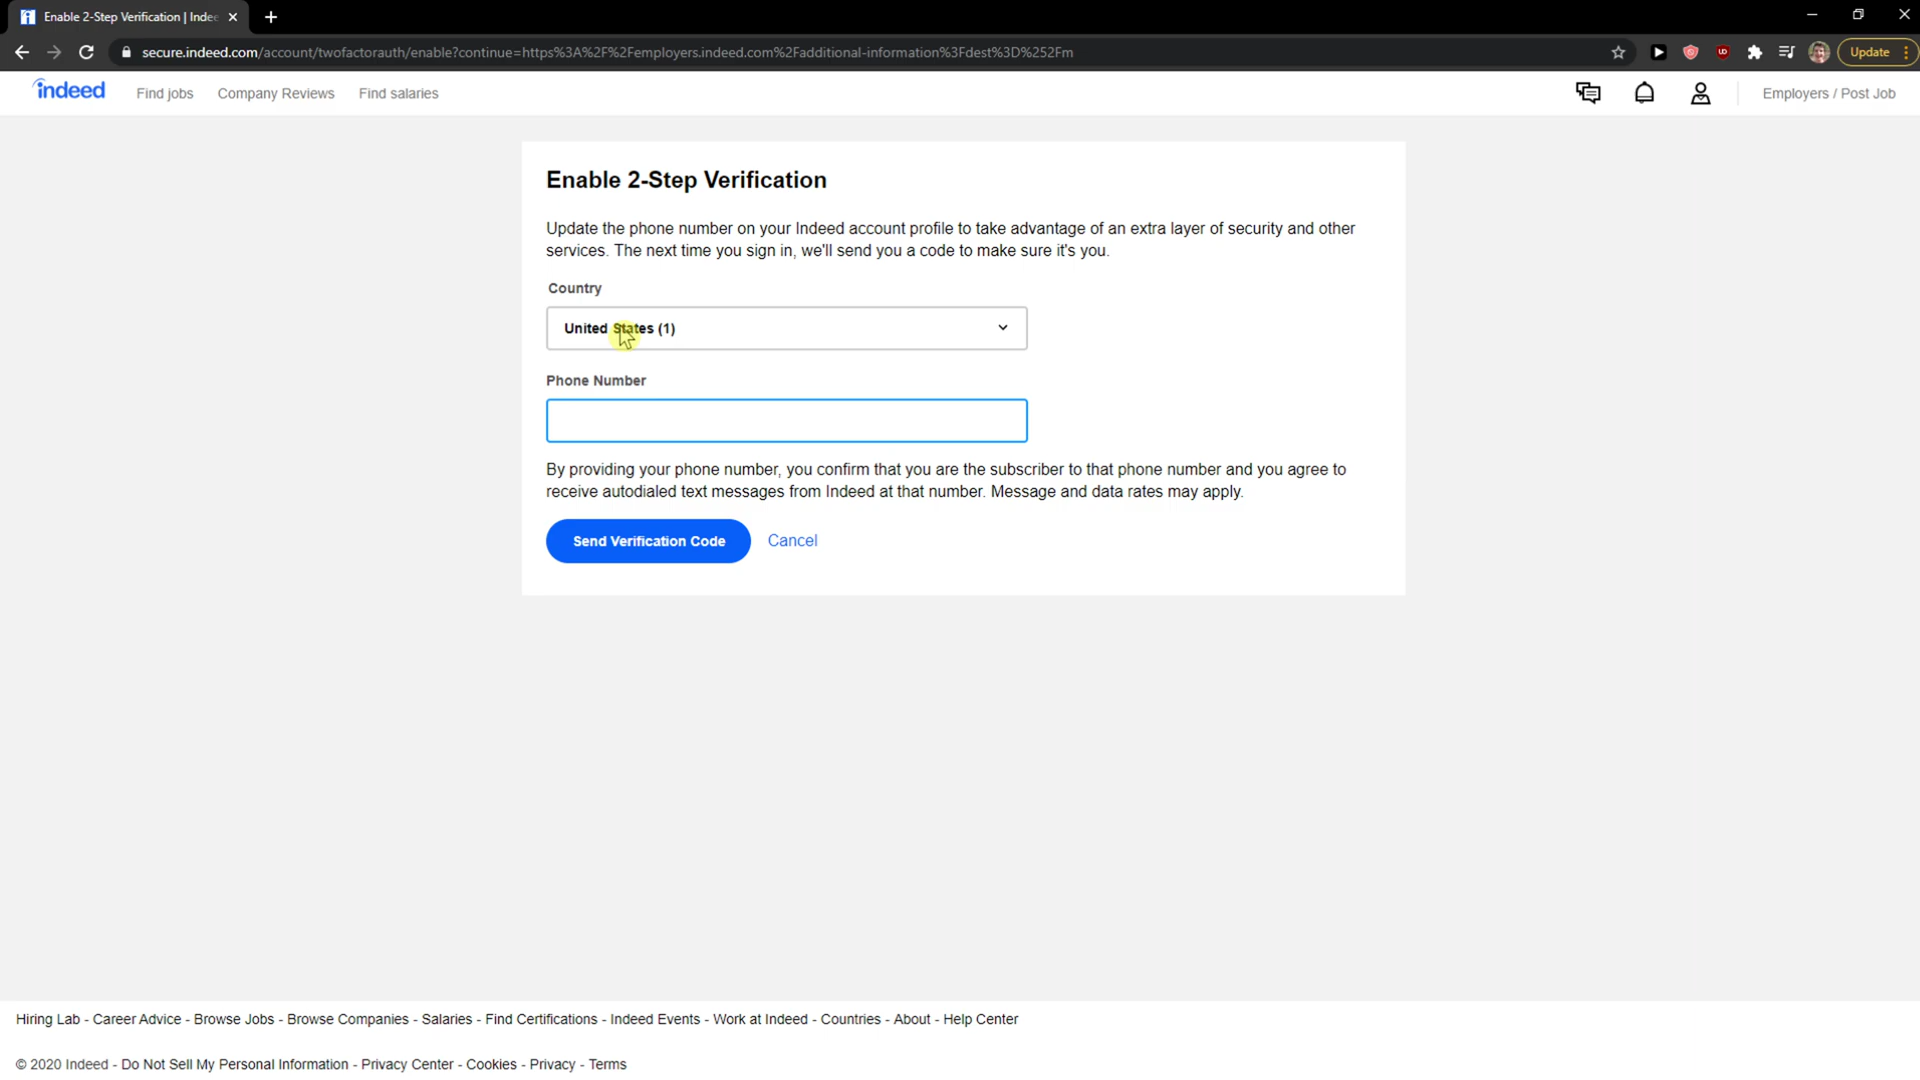 Enable 2-Step Verification | Indee
secure.indeed.com/account/twofactorauth/enable?continue=https%3A%2F%2Femployers.indeed.com%2Fadditional-information%3Fdest%3D%252Fm
Update
indeed
Find jobs
Company Reviews
Find salaries
Employers / Post Job
Enable 2-Step Verification
Update the phone number on your Indeed account profile to take advantage of an extra layer of security and other
services. The next time you sign in, we'll send you a code to make sure it's you.
Country
United States (1)
Phone Number
By providing your phone number, you confirm that you are the subscriber to that phone number and you agree to
receive autodialed text messages from Indeed at that number. Message and data rates may apply.
Send Verification Code
Cancel
Hiring Lab - Career Advice - Browse Jobs - Browse Companies - Salaries - Find Certifications - Indeed Events - Work at Indeed - Countries - About - Help Center
© 2020 Indeed - Do Not Sell My Personal Information - Privacy Center - Cookies - Privacy - Terms